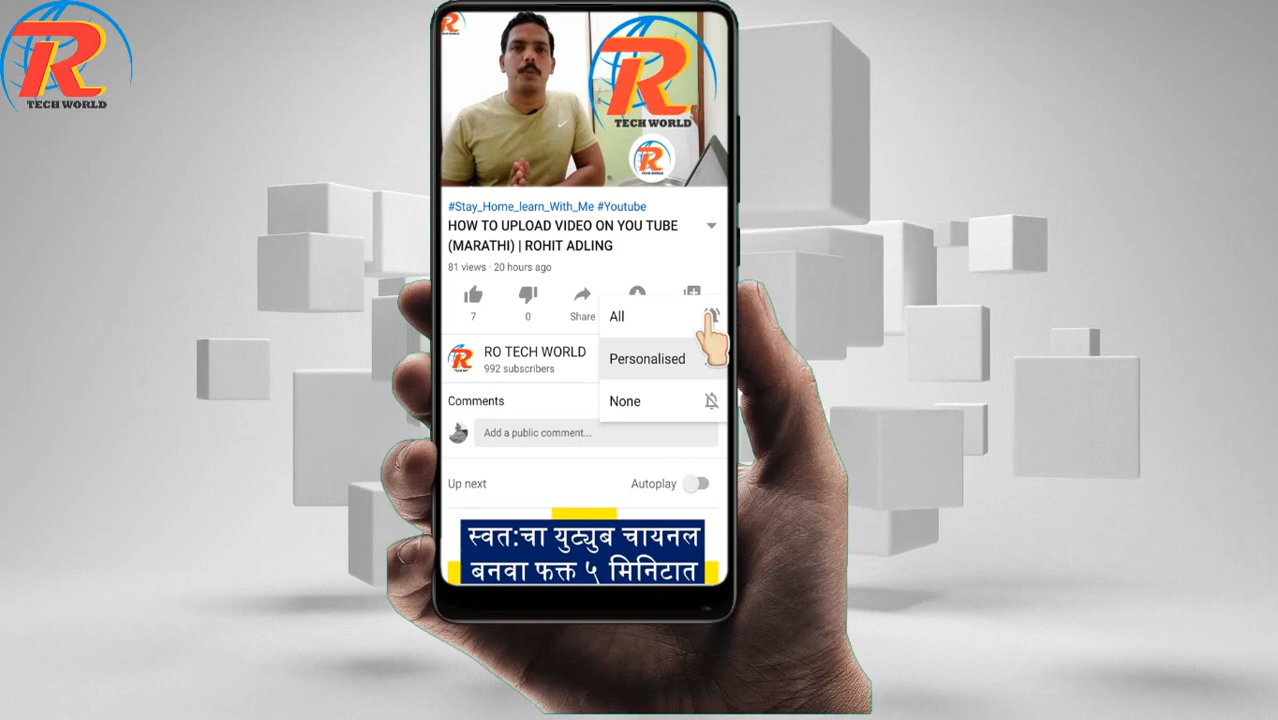 R
TECH WORLD
R
TECH WORLD
R
TECH WORLD
#Stay_Home_learn_With_Me #Youtube
HOW TO UPLOAD VIDEO ON YOU TUBE
(MARATHI) | ROHIT ADLING
81 views · 20 hours ago
7
0
Share
All
Personalised
None
RO TECH WORLD
992 subscribers
Comments
Add a public comment...
Up next
Autoplay
स्वत:चा युट्युब चायनल
बनवा फक्त ५ मिनिटात